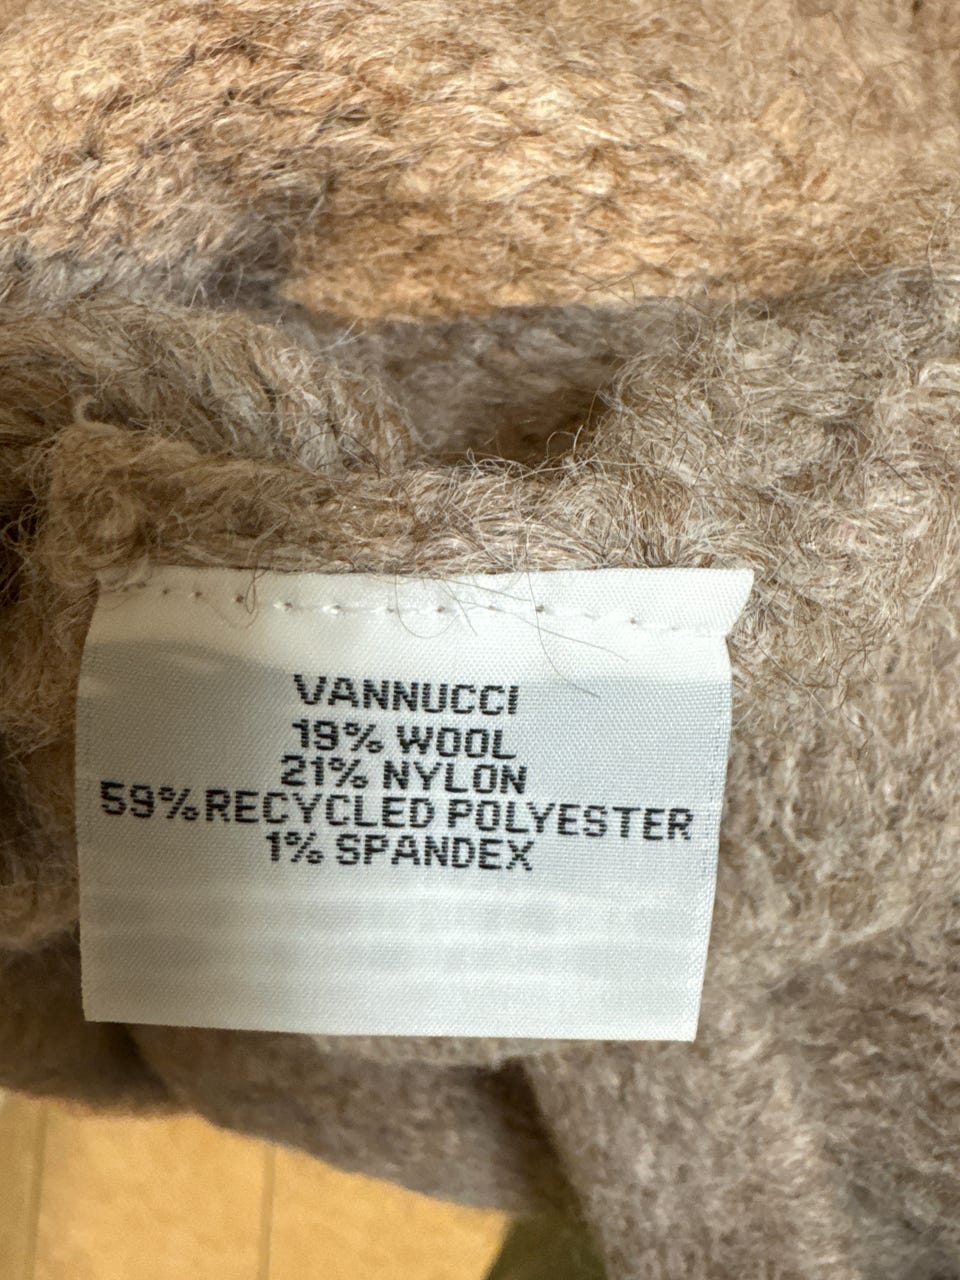 VANNUCCI
19% WOOL
21% NYLON
59% RECYCLED POLYESTER
1% SPANDEX